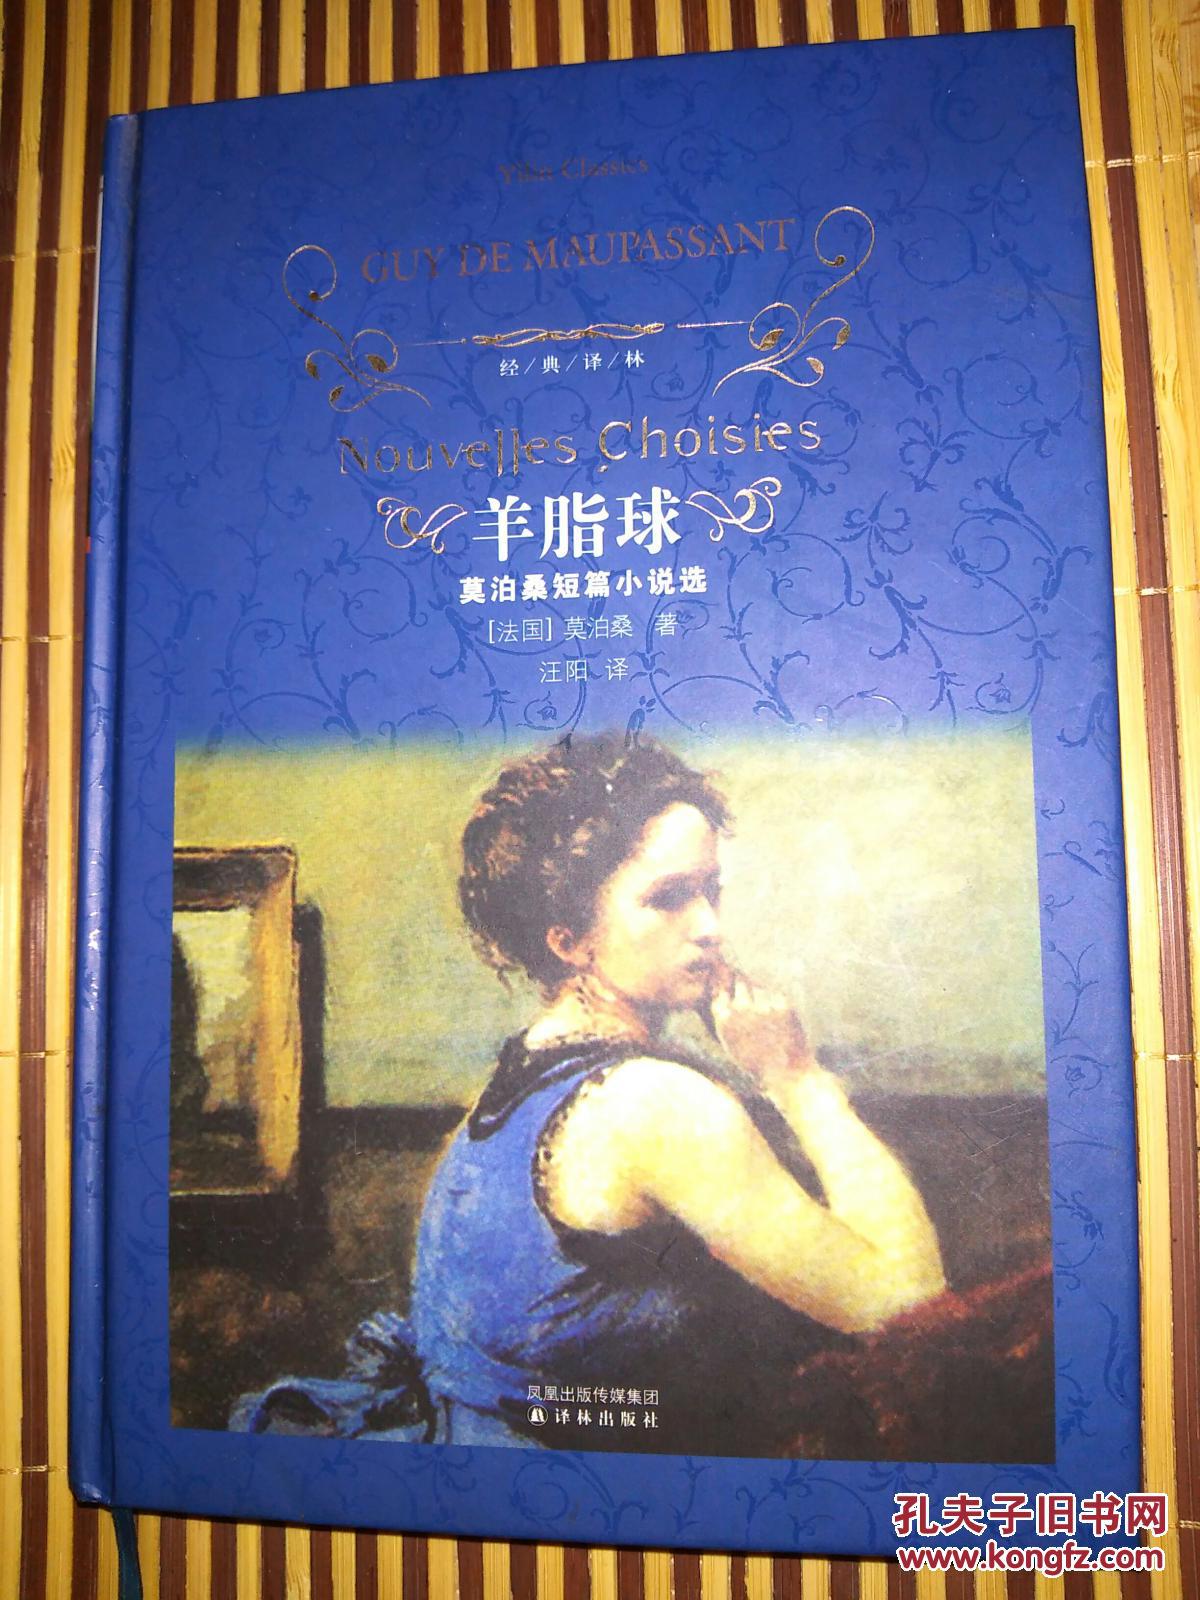 Yilin Classics
GUY DE MAUPASSANT
经/典/译/林
Nouvelles Choisies
羊脂球
莫泊桑短篇小说选
[法国] 莫泊桑 著
汪阳 译
凤凰出版传媒集团
译林出版社
孔夫子旧书网
www.kongfz.com